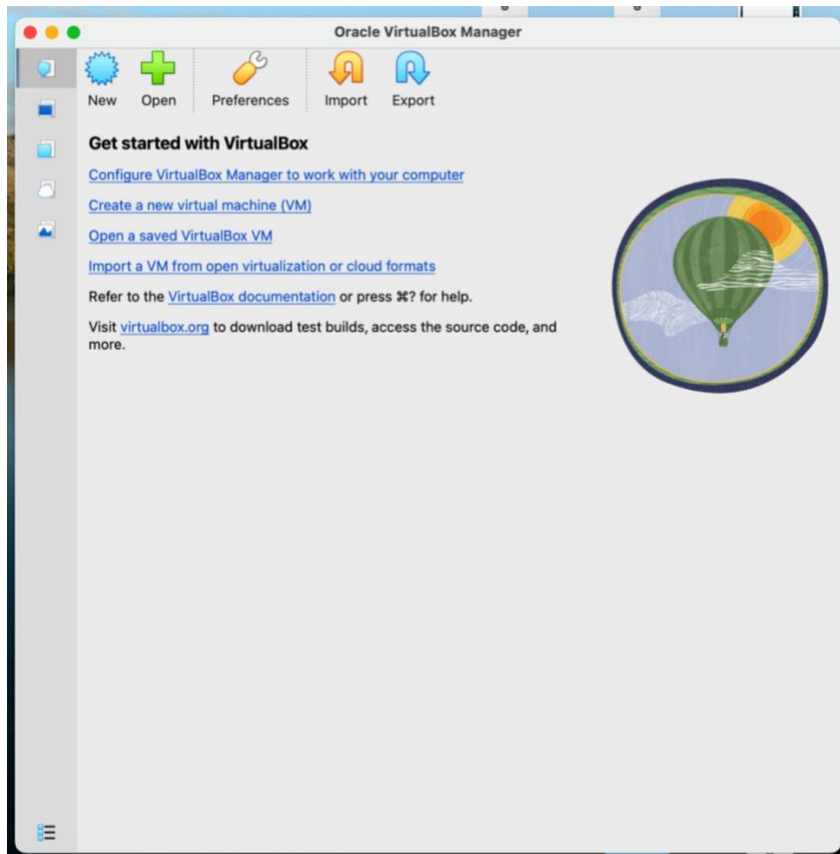 Oracle VirtualBox Manager
New Open Preferences Import Export
Get started with VirtualBox
Configure VirtualBox Manager to work with your computer
Create a new virtual machine (VM)
Open a saved VirtualBox VM
Import a VM from open virtualization or cloud formats
Refer to the VirtualBox documentation or press ⌘? for help.
Visit virtualbox.org to download test builds, access the source code, and
more.